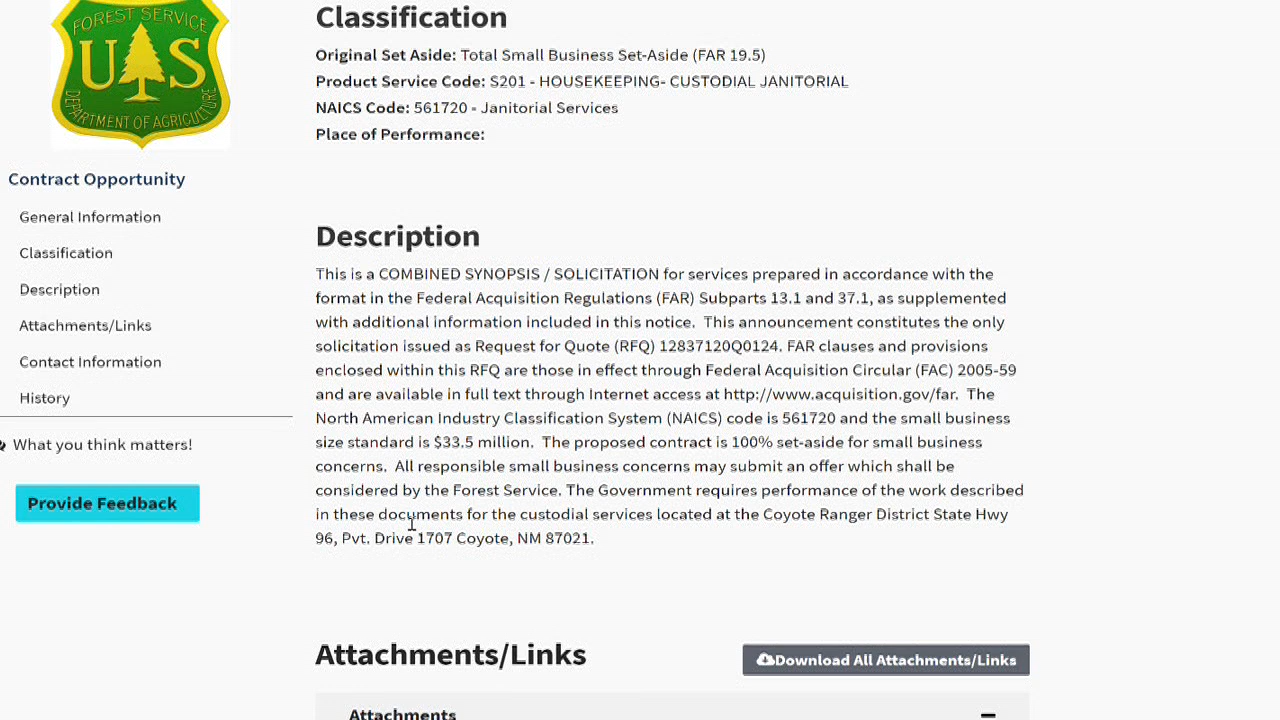 FOREST SERVICE
US
DEPARTMENT OF AGRICULTURE
Contract Opportunity
General Information
Classification
Description
Attachments/Links
Contact Information
History
What you think matters!
Provide Feedback
Classification
Original Set Aside: Total Small Business Set-Aside (FAR 19.5)
Product Service Code: S201 - HOUSEKEEPING- CUSTODIAL JANITORIAL
NAICS Code: 561720 - Janitorial Services
Place of Performance:
Description
This is a COMBINED SYNOPSIS / SOLICITATION for services prepared in accordance with the
format in the Federal Acquisition Regulations (FAR) Subparts 13.1 and 37.1, as supplemented
with additional information included in this notice.  This announcement constitutes the only
solicitation issued as Request for Quote (RFQ) 12837120Q0124. FAR clauses and provisions
enclosed within this RFQ are those in effect through Federal Acquisition Circular (FAC) 2005-59
and are available in full text through Internet access at http://www.acquisition.gov/far.  The
North American Industry Classification System (NAICS) code is 561720 and the small business
size standard is $33.5 million.  The proposed contract is 100% set-aside for small business
concerns.  All responsible small business concerns may submit an offer which shall be
considered by the Forest Service. The Government requires performance of the work described
in these documents for the custodial services located at the Coyote Ranger District State Hwy
96, Pvt. Drive 1707 Coyote, NM 87021.
Attachments/Links
Download All Attachments/Links
Attachments